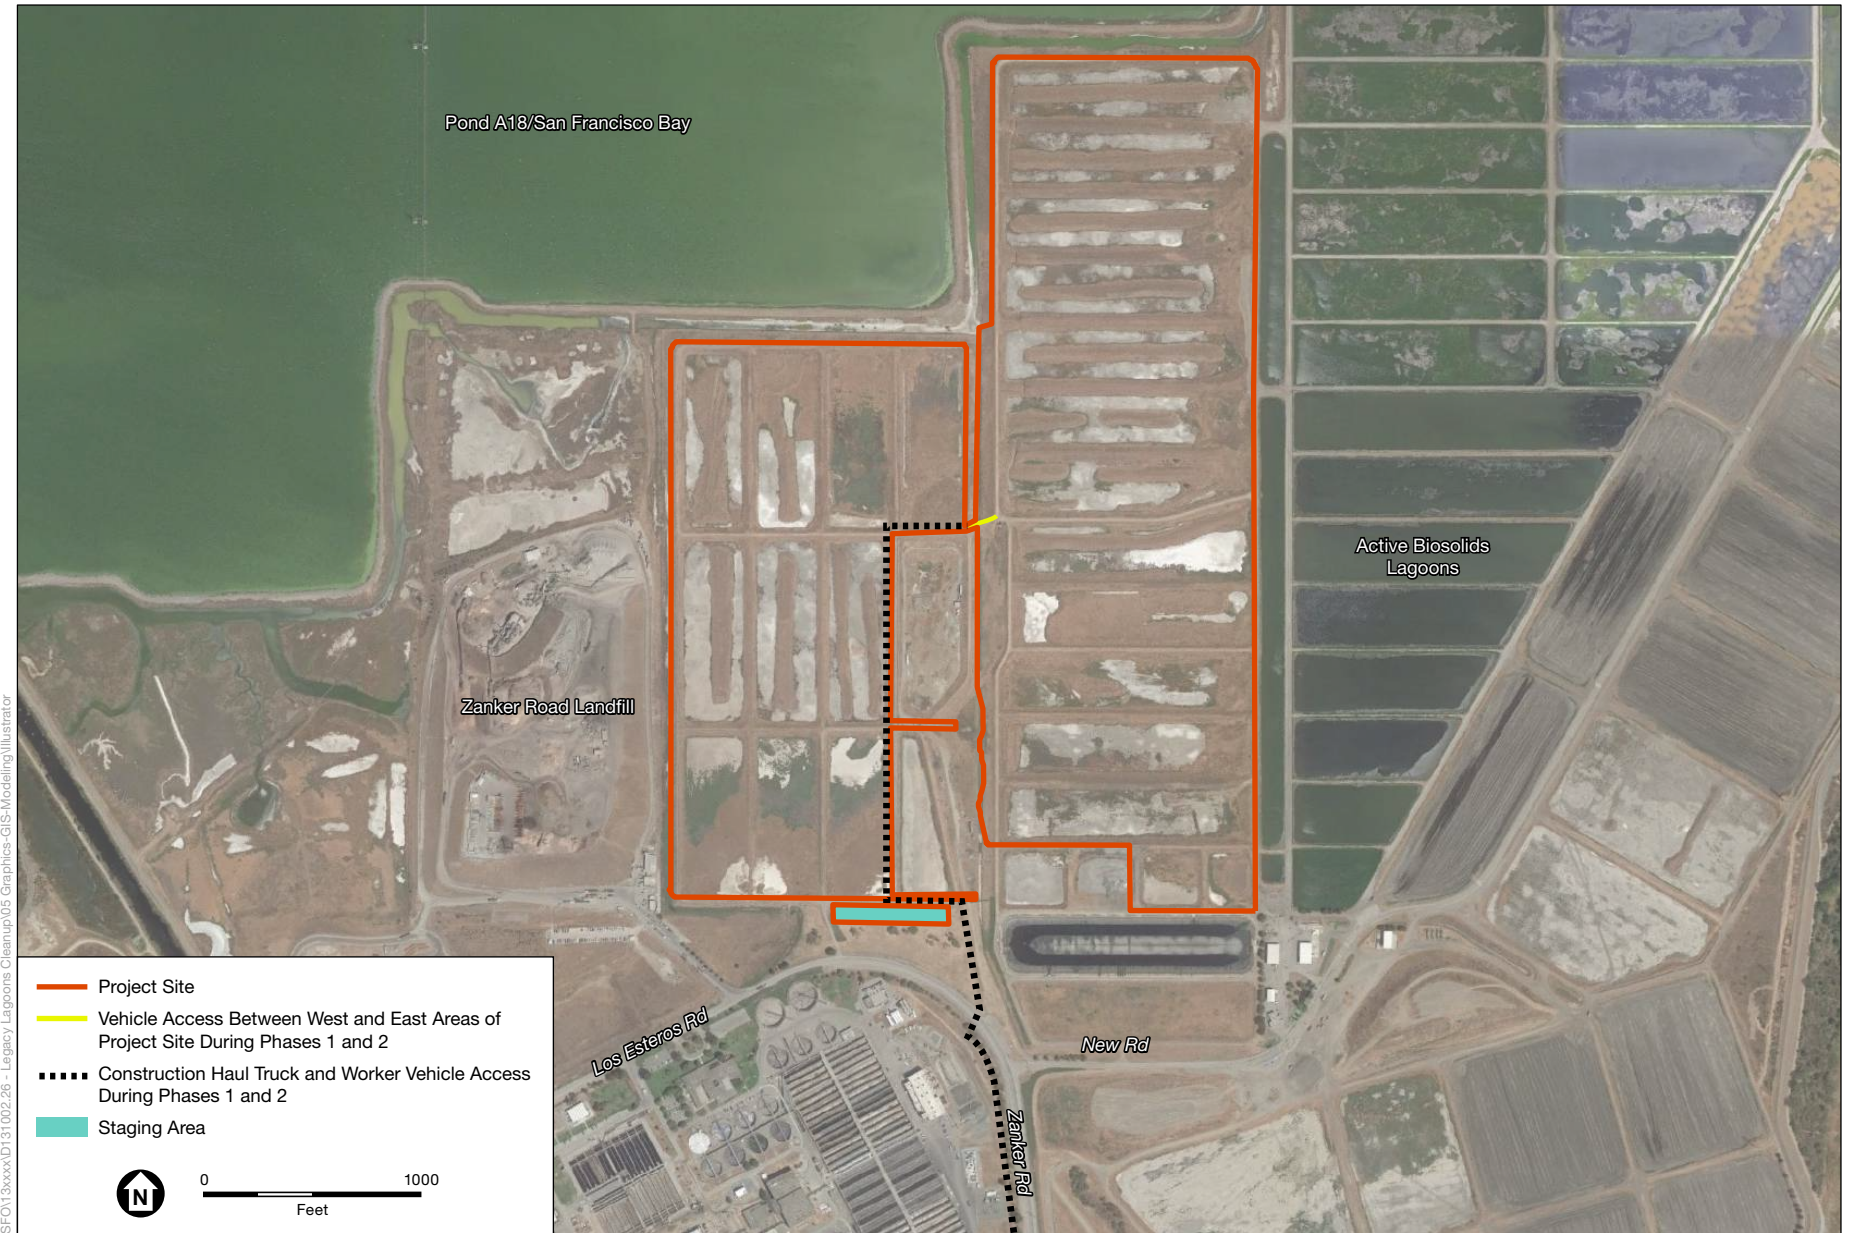 Pond A18/San Francisco Bay
Active Biosolids
Lagoons
Zanker Road Landfill
Los Esteros Rd
New Rd
Zanker Rd
Project Site
Vehicle Access Between West and East Areas of
Project Site During Phases 1 and 2
Construction Haul Truck and Worker Vehicle Access
During Phases 1 and 2
Staging Area
N
0 1000
Feet
SFO\13xxxx\D131002.26 - Legacy Lagoons Cleanup\05 Graphics-GIS-Modeling\Illustrator